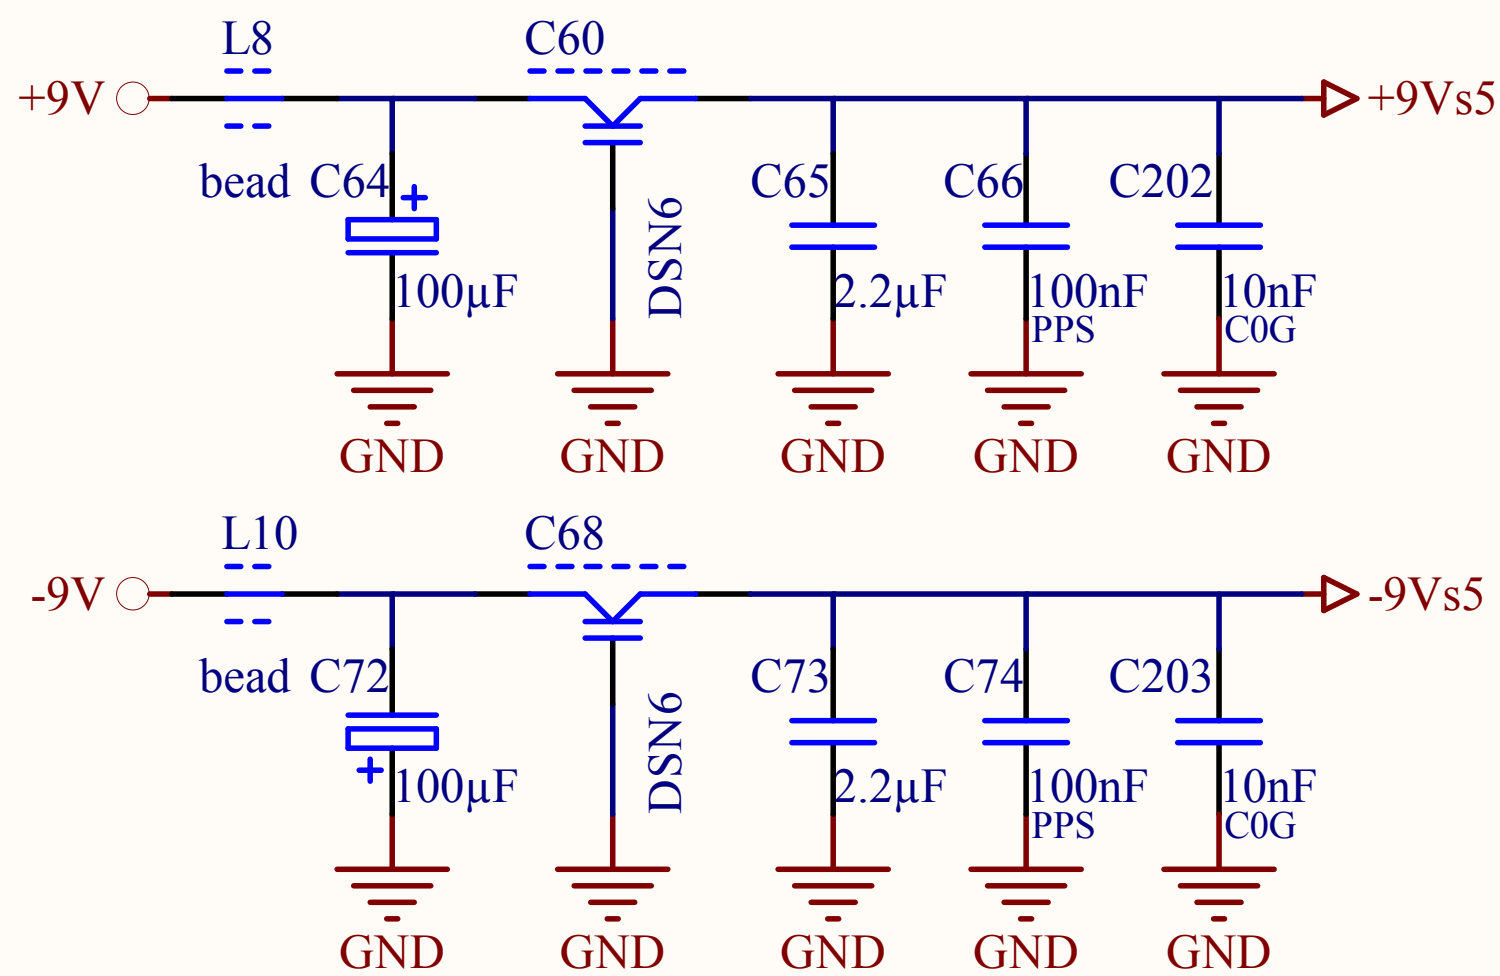 L8
C60
+9V
+9Vs5
bead
C64
+
100µF
DSN6
C65
2.2µF
C66
100nF
PPS
C202
10nF
C0G
GND
GND
GND
GND
GND
L10
C68
-9V
-9Vs5
bead
C72
+
100µF
DSN6
C73
2.2µF
C74
100nF
PPS
C203
10nF
C0G
GND
GND
GND
GND
GND